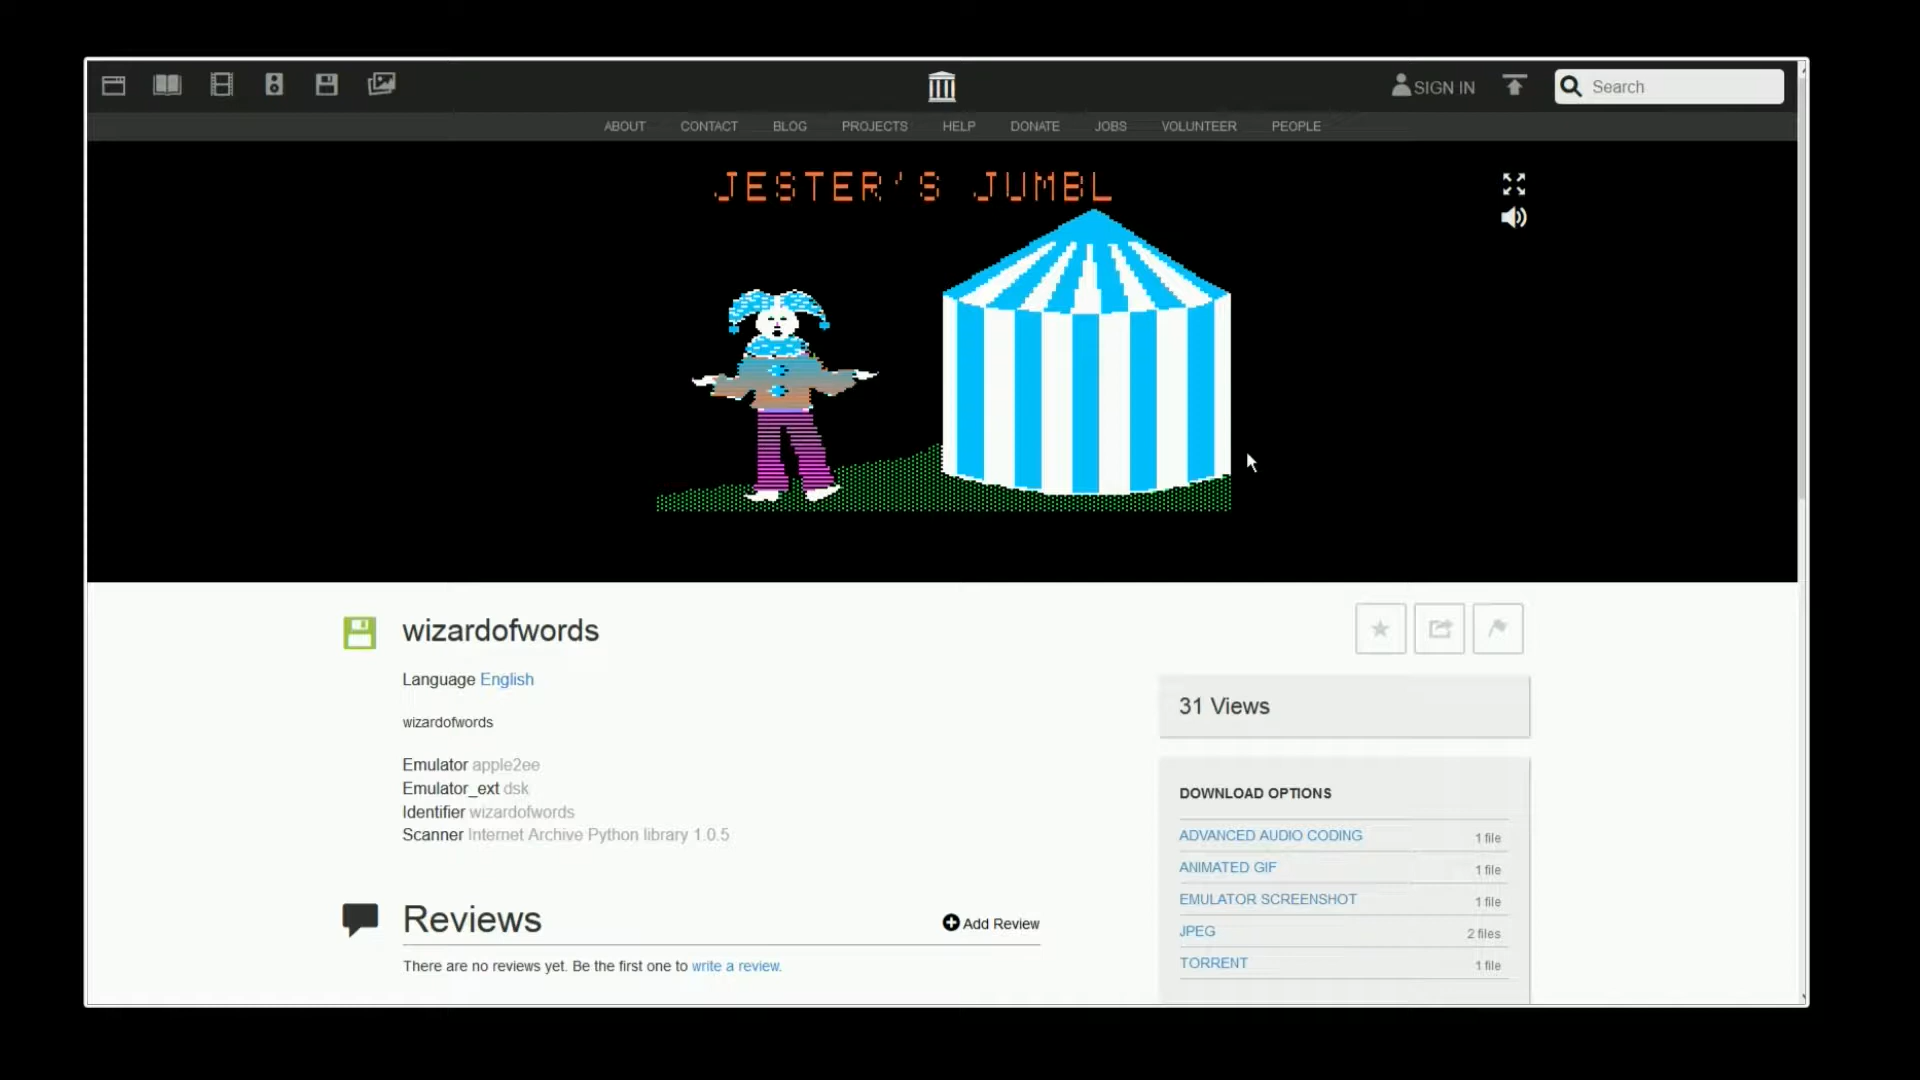 SIGN IN
Search
ABOUT CONTACT BLOG PROJECTS HELP DONATE JOBS VOLUNTEER PEOPLE
JESTER'S JUMBL
wizardofwords
Language English
wizardofwords
Emulator apple2ee
Emulator_ext dsk
Identifier wizardofwords
Scanner Internet Archive Python library 1.0.5
Reviews
Add Review
There are no reviews yet. Be the first one to write a review.
31 Views
DOWNLOAD OPTIONS
ADVANCED AUDIO CODING 1 file
ANIMATED GIF 1 file
EMULATOR SCREENSHOT 1 file
JPEG 2 files
TORRENT 1 file